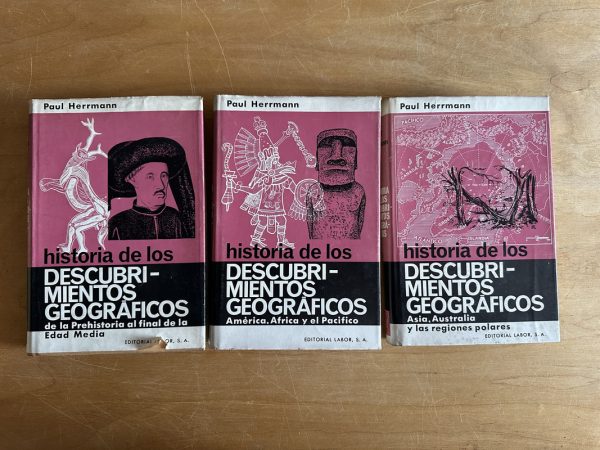 Paul Herrmann
historia de los
DESCUBRI-
MIENTOS
GEOGRÁFICOS
de la Prehistoria al final de la
Edad Media
EDITORIAL LABOR, S. A.
Paul Herrmann
historia de los
DESCUBRI-
MIENTOS
GEOGRÁFICOS
América, Africa y el Pacífico
EDITORIAL LABOR, S. A.
Paul Herrmann
PACIFICO
ISLANDIA
historia de los
DESCUBRI-
MIENTOS
GEOGRÁFICOS
Asia, Australia
y las regiones polares
EDITORIAL LABOR, S. A.